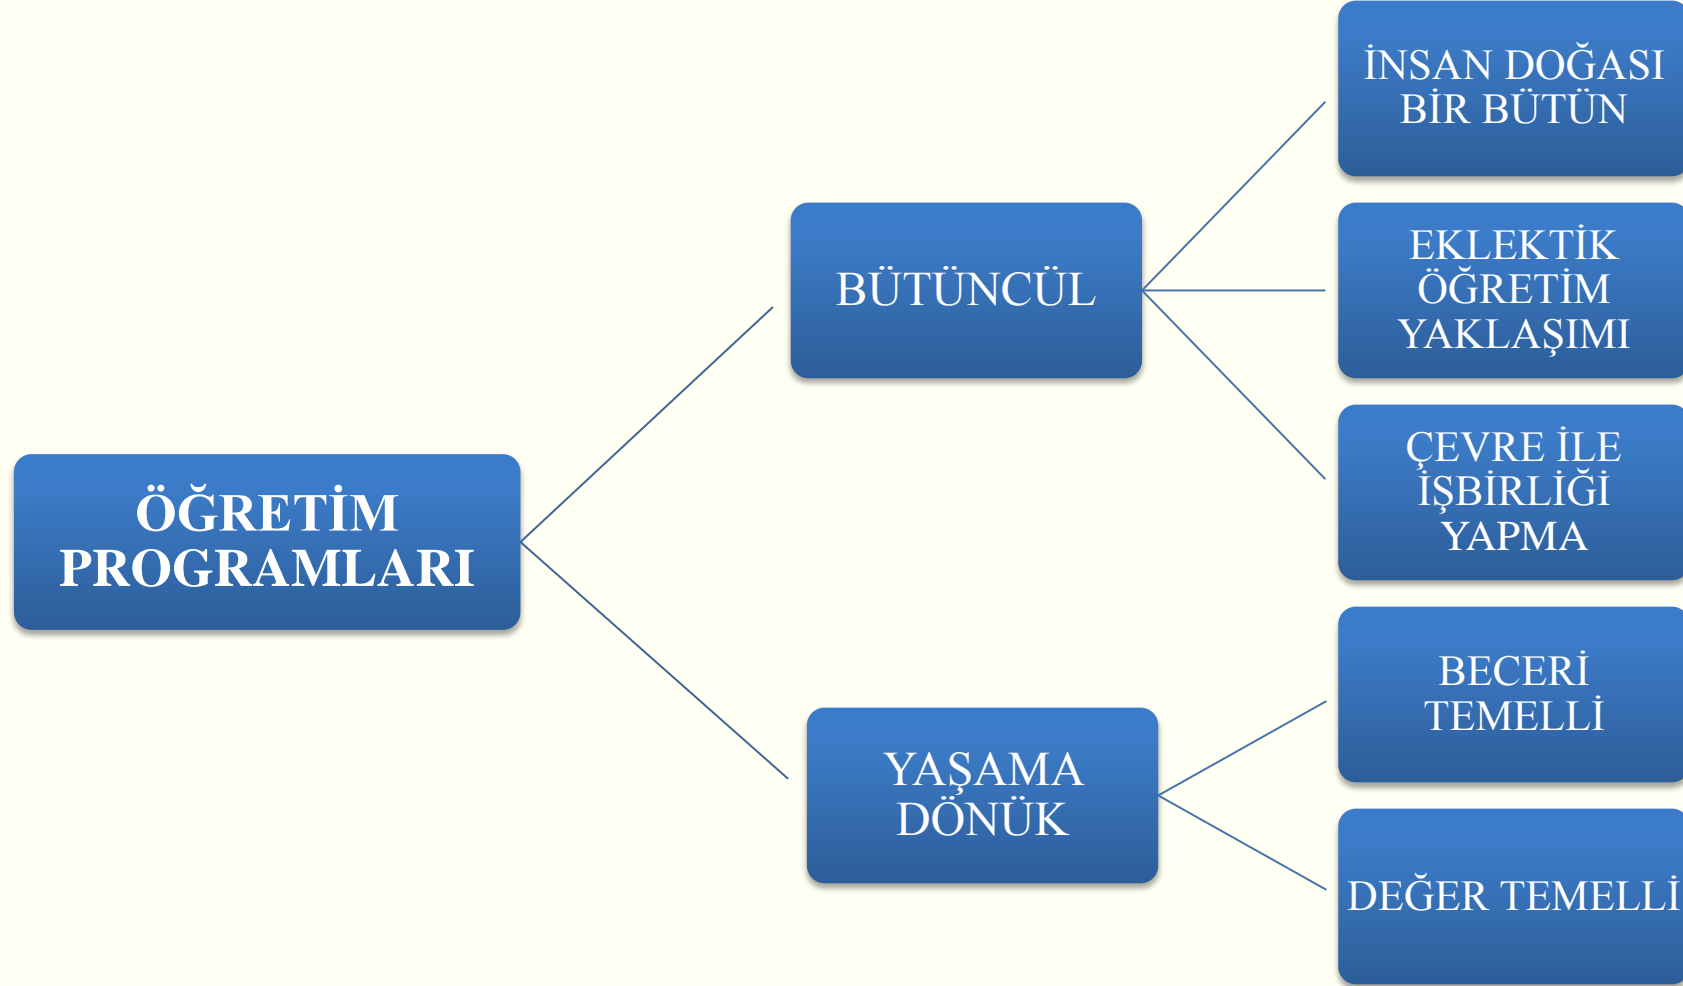 İNSAN DOĞASI
BİR BÜTÜN
BÜTÜNCÜL
EKLEKTİK
ÖĞRETİM
YAKLAŞIMI
ÇEVRE İLE
İŞBİRLİĞİ
YAPMA
ÖĞRETİM
PROGRAMLARI
YAŞAMA
DÖNÜK
BECERİ
TEMELLİ
DEĞER TEMELLİ